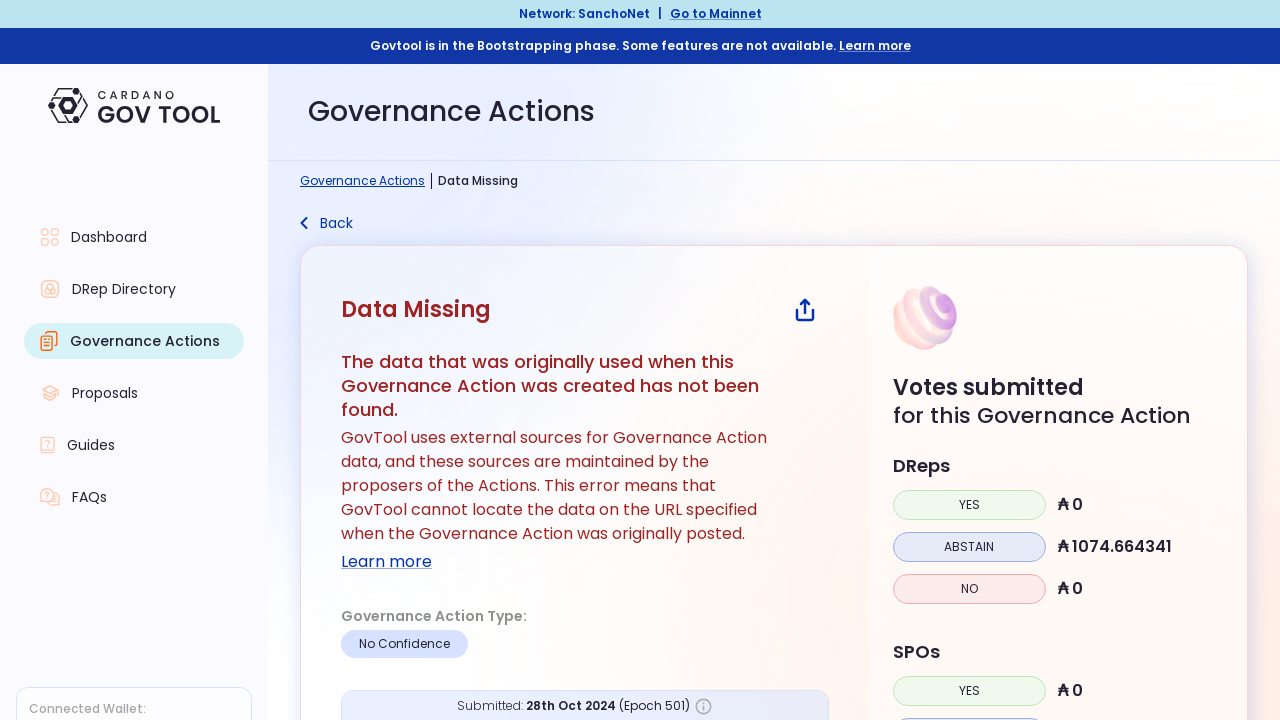 Network: SanchoNet | Go to Mainnet
Govtool is in the Bootstrapping phase. Some features are not available. Learn more
CARDANO
GOV TOOL
Dashboard
DRep Directory
Governance Actions
Proposals
Guides
FAQs
Connected Wallet:
Governance Actions
Governance Actions | Data Missing
Back
Data Missing
The data that was originally used when this
Governance Action was created has not been
found.
GovTool uses external sources for Governance Action
data, and these sources are maintained by the
proposers of the Actions. This error means that
GovTool cannot locate the data on the URL specified
when the Governance Action was originally posted.
Learn more
Governance Action Type:
No Confidence
Submitted: 28th Oct 2024 (Epoch 501)
Votes submitted
for this Governance Action
DReps
YES ₳ 0
ABSTAIN ₳ 1074.664341
NO ₳ 0
SPOs
YES ₳ 0